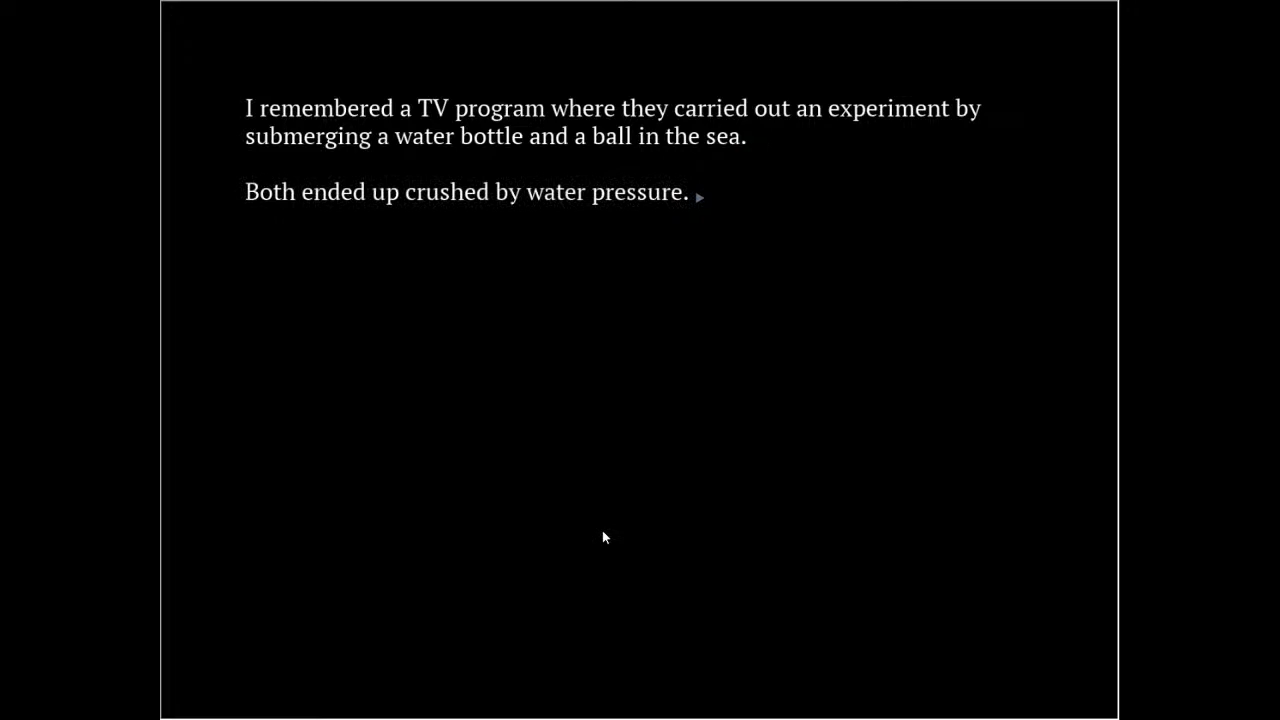 I remembered a TV program where they carried out an experiment by
submerging a water bottle and a ball in the sea.
Both ended up crushed by water pressure.